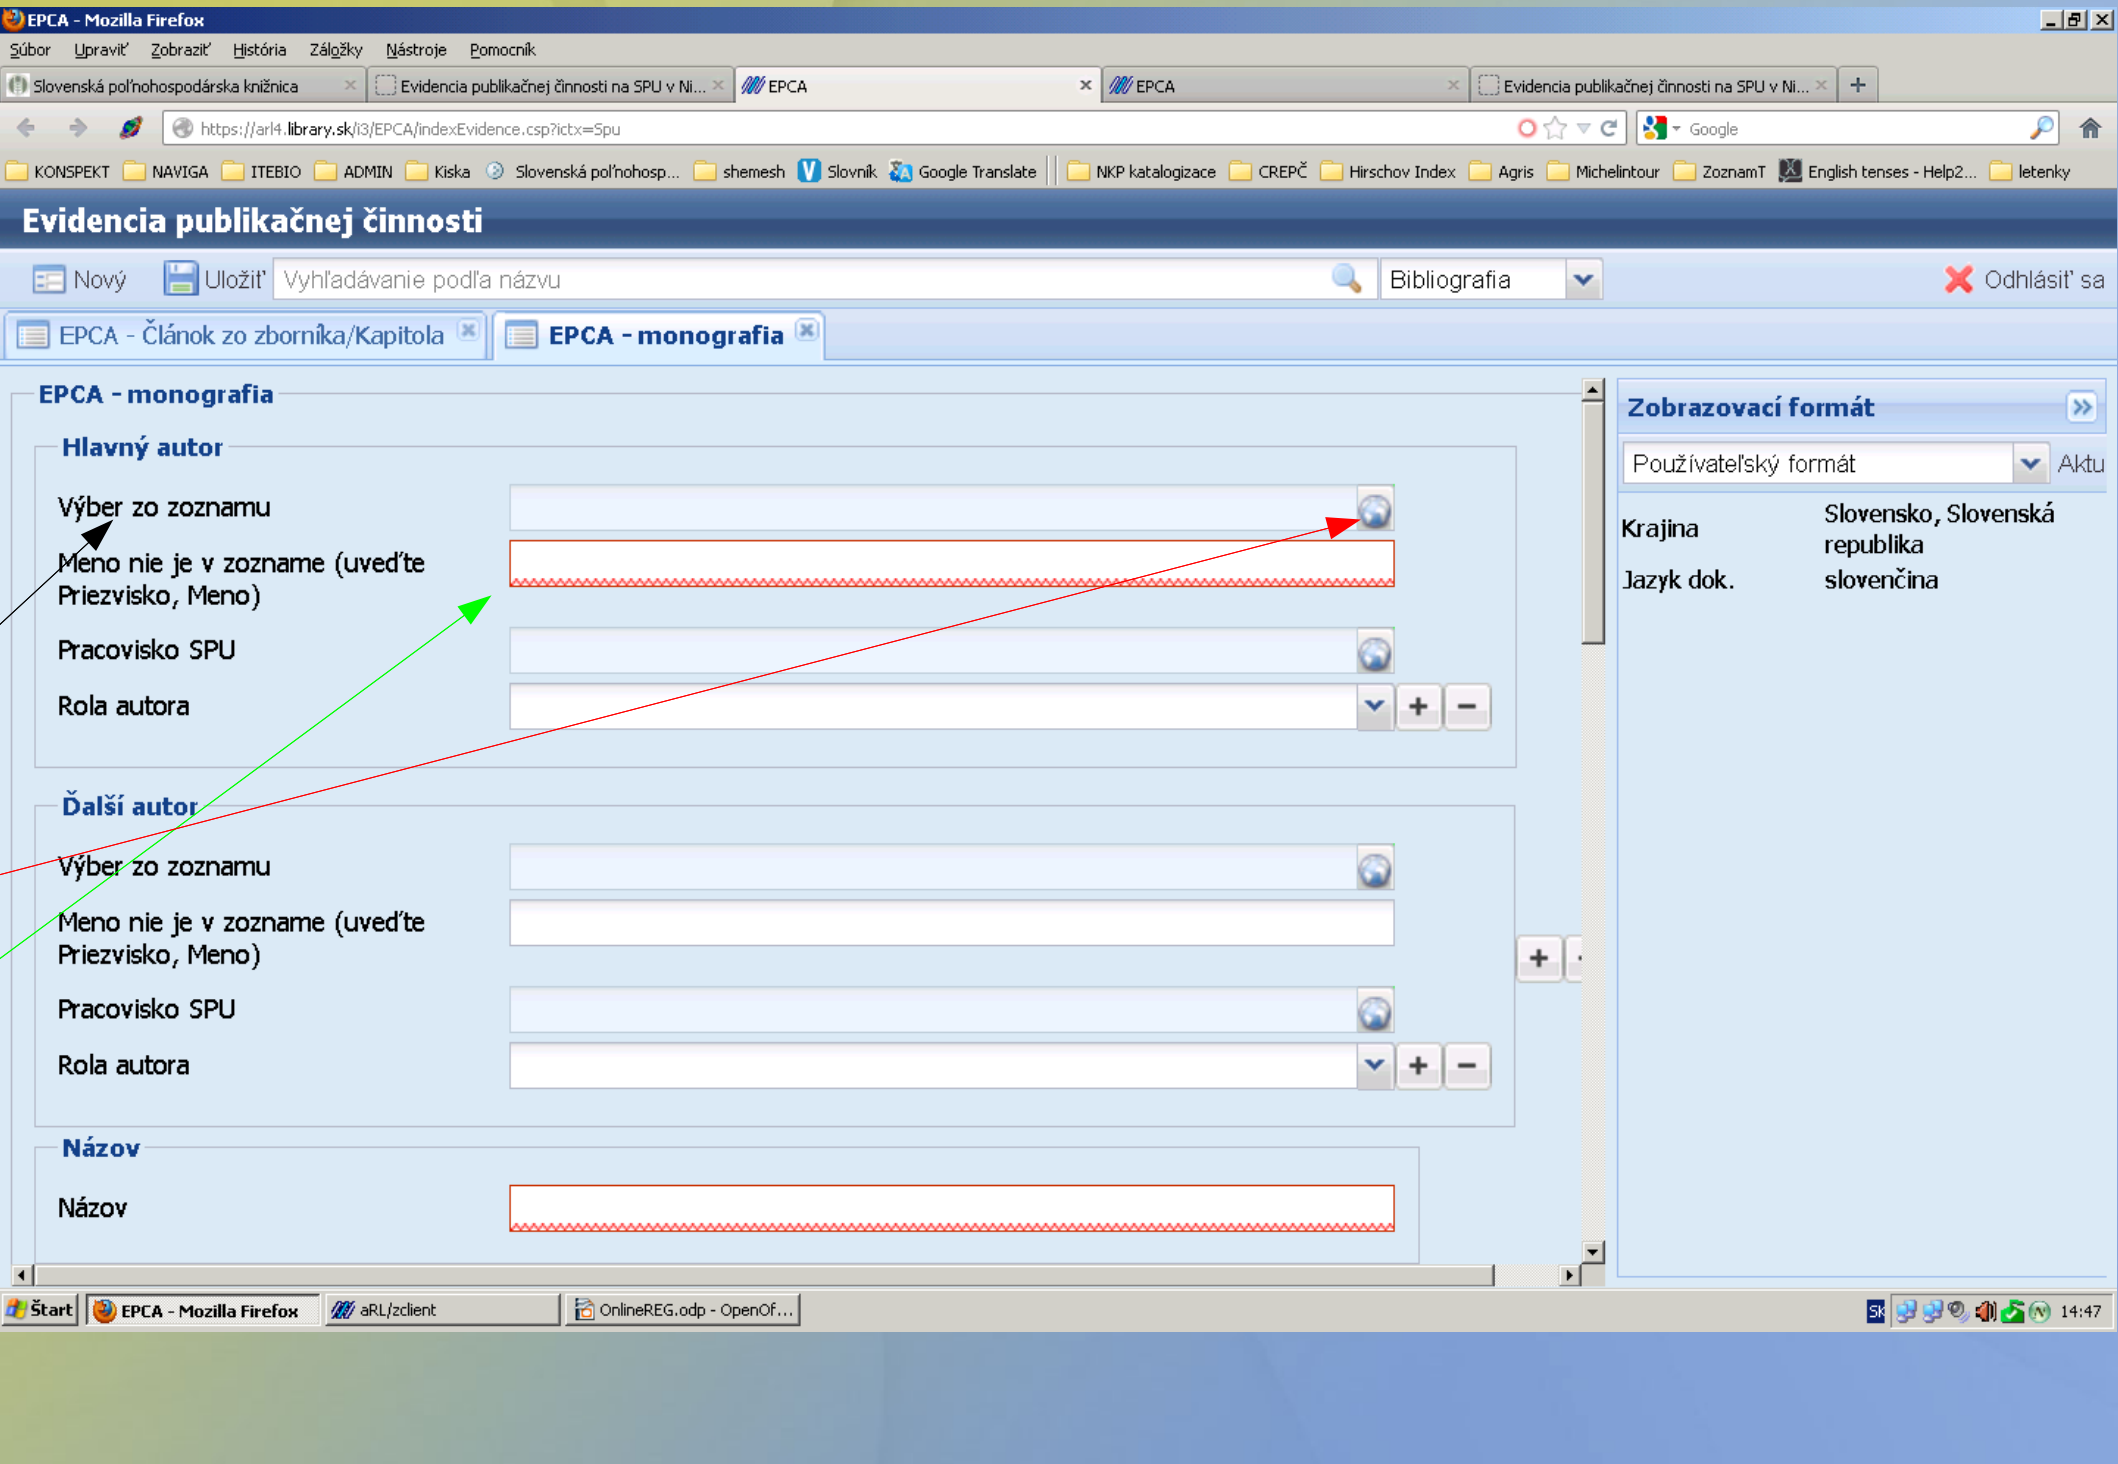 EPCA - Mozilla Firefox
Súbor Upraviť Zobraziť História Záložky Nástroje Pomocník
Slovenská poľnohospodárska knižnica Evidencia publikačnej činnosti na SPU v Ni... EPCA EPCA Evidencia publikačnej činnosti na SPU v Ni...
https://arl4.library.sk/i3/EPCA/indexEvidence.csp?ictx=Spu Google
KONSPEKT NAVIGA ITEBIO ADMIN Kiska Slovenská poľnohosp... shemesh Slovník Google Translate NKP katalogizace CREPČ Hirschov Index Agris Michelintour ZoznamT English tenses - Help2... letenky
Evidencia publikačnej činnosti
Nový Uložiť Vyhľadávanie podľa názvu Bibliografia Odhlásiť sa
EPCA - Článok zo zborníka/Kapitola EPCA - monografia
EPCA - monografia
Hlavný autor
Výber zo zoznamu
Meno nie je v zozname (uveďte
Priezvisko, Meno)
Pracovisko SPU
Rola autora
Ďalší autor
Výber zo zoznamu
Meno nie je v zozname (uveďte
Priezvisko, Meno)
Pracovisko SPU
Rola autora
Názov
Názov
Zobrazovací formát
Používateľský formát Aktu
Krajina Slovensko, Slovenská
republika
Jazyk dok. slovenčina
Štart EPCA - Mozilla Firefox aRL/zclient OnlineREG.odp - OpenOf... SK 14:47